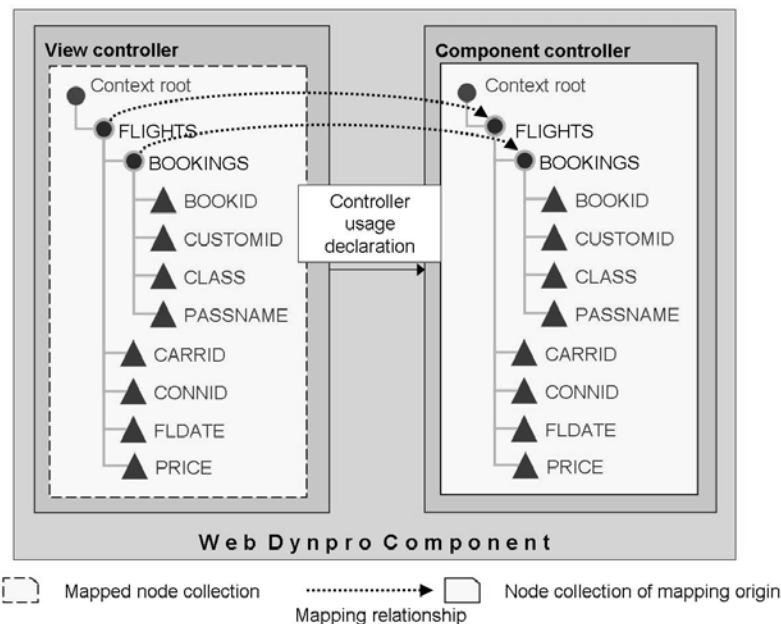 View controller
Context root
FLIGHTS
BOOKINGS
BOOKID
CUSTOMID
CLASS
PASSNAME
CARRID
CONNID
FLDATE
PRICE
Controller
usage
declaration
Component controller
Context root
FLIGHTS
BOOKINGS
BOOKID
CUSTOMID
CLASS
PASSNAME
CARRID
CONNID
FLDATE
PRICE
Web Dynpro Component
Mapped node collection
Mapping relationship
Node collection of mapping origin